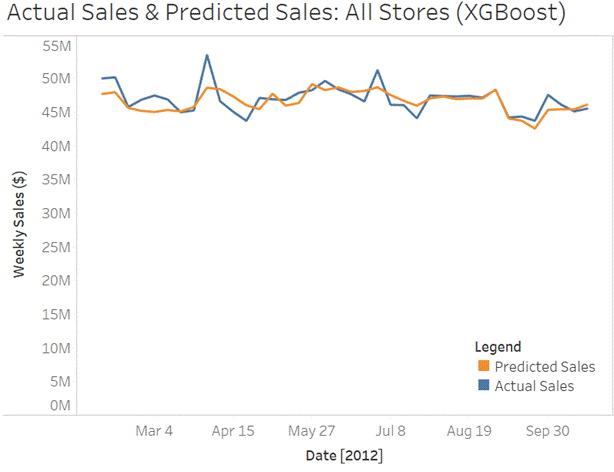 Actual Sales & Predicted Sales: All Stores (XGBoost)
55M
50M
45M
40M
35M
30M
25M
20M
15M
10M
5M
0M
Weekly Sales ($)
Legend
Predicted Sales
Actual Sales
Mar 4 Apr 15 May 27 Jul 8 Aug 19 Sep 30
Date [2012]